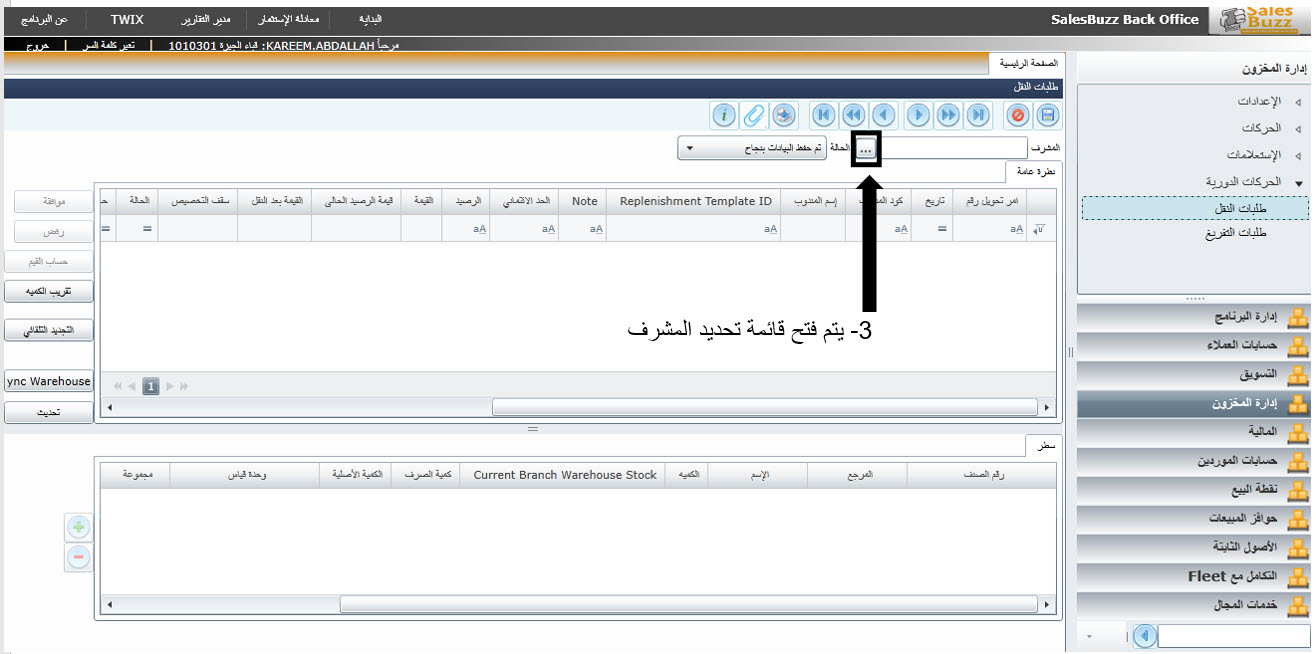 Sales
Buzz
SalesBuzz Back Office
البداية
معادلة الإستثمار
مدير التقارير
TWIX
عن البرنامج
مرحباً KAREEM.ABDALLAH: قباء الجيزة 1010301 | تغير كلمة السر | خروج
إدارة المخزون
الإعدادات
الحركات
الإستعلامات
الحركات الدورية
طلبات النقل
طلبات التفريغ
إدارة البرنامج
حسابات العملاء
التسويق
إدارة المخزون
المالية
حسابات الموردين
نقطة البيع
حوافز المبيعات
الأصول الثابتة
التكامل مع Fleet
خدمات المجال
الصفحة الرئيسية
طلبات النقل
المشرف
...
الحالة
تم حفظ البيانات بنجاح
نظرة عامة
امر تحويل رقم
تاريخ
كود
إسم المندوب
Replenishment Template ID
Note
الحد الائتماني
الرصيد
القيمة
قيمة الرصيد الحالى
القيمة بعد النقل
سقف التخصيص
الحالة
aA = aA aA aA aA aA = =
3- يتم فتح قائمة تحديد المشرف
1
موافقة
رفض
حساب القيم
تقريب الكميه
التجديد التلقائي
ync Warehouse
تحديث
سطر
رقم الصنف
المرجع
الإسم
الكميه
Current Branch Warehouse Stock
كمية الصرف
الكمية الأصلية
وحدة قياس
مجموعة